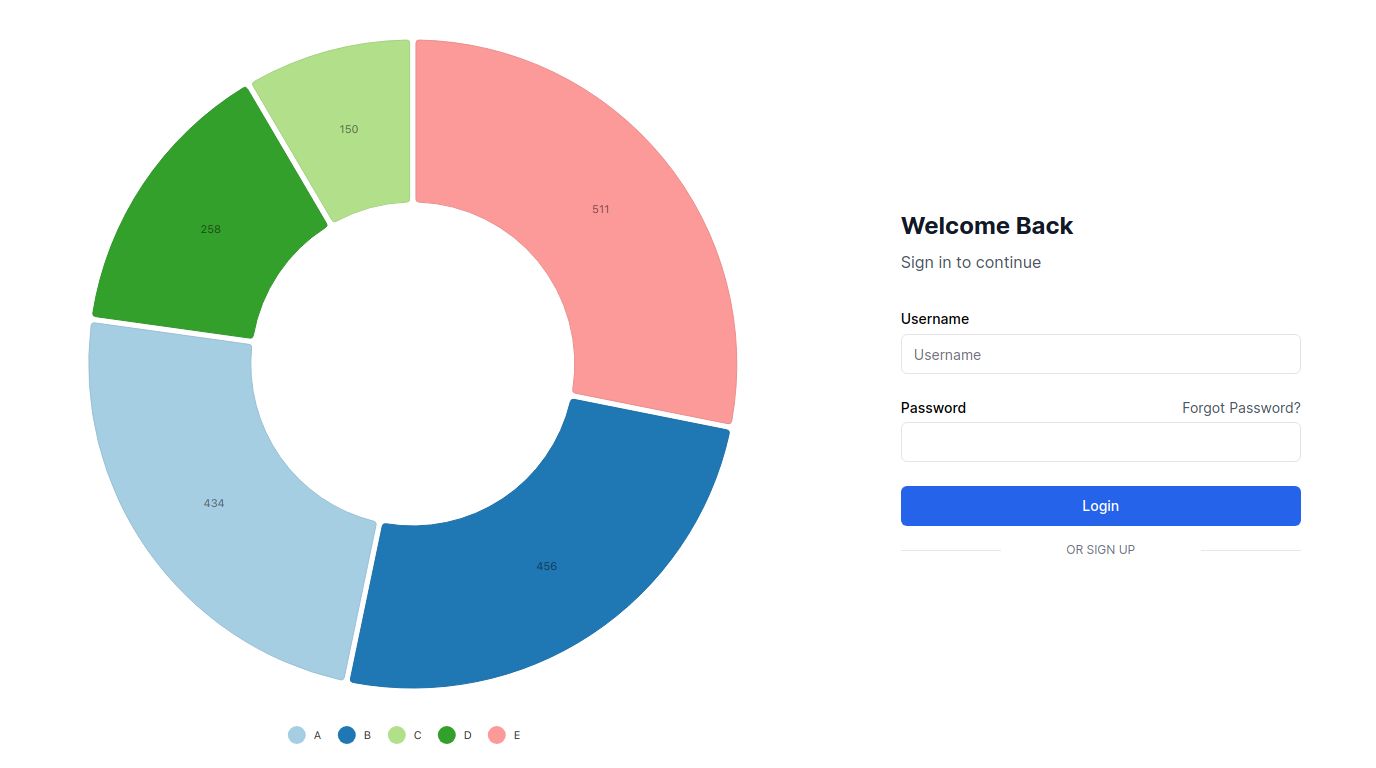 150
511
258
434
456
A B C D E
Welcome Back
Sign in to continue
Username
Username
Password Forgot Password?
Login
OR SIGN UP